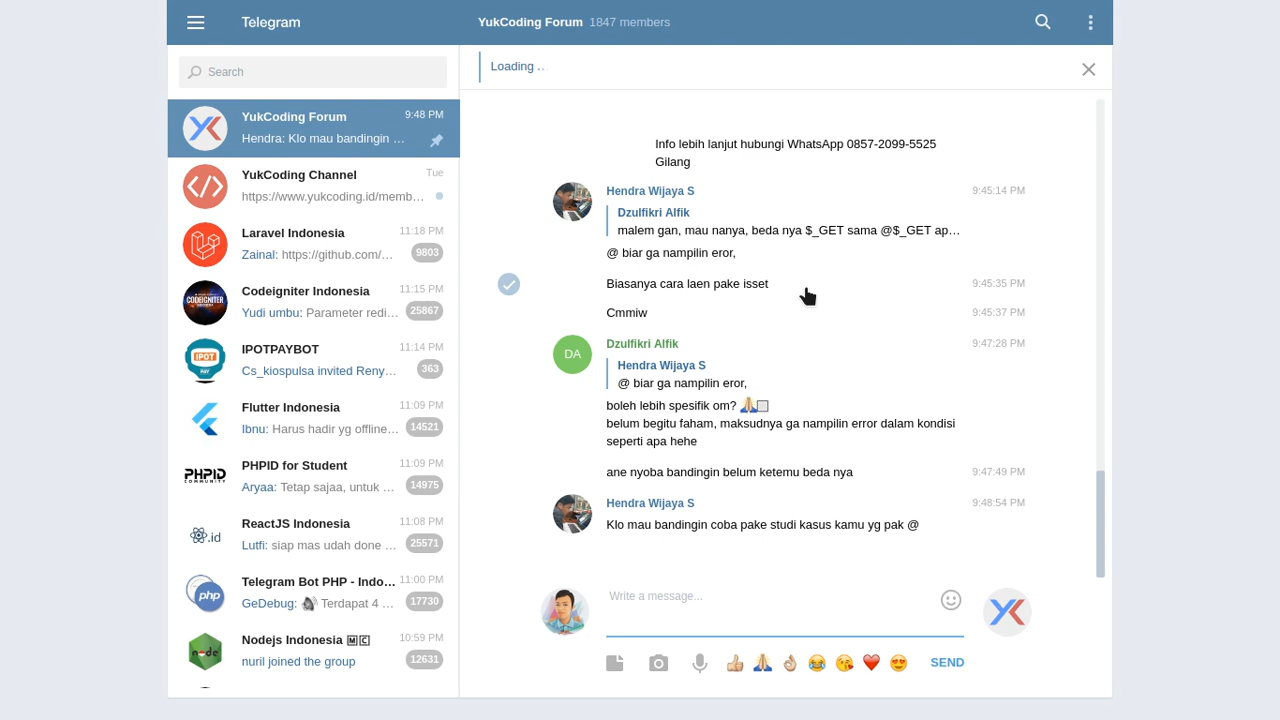 Telegram
YukCoding Forum 1847 members
Search
Loading ..
YukCoding Forum 9:48 PM
Hendra: Klo mau bandingin …
YukCoding Channel Tue
https://www.yukcoding.id/memb…
Laravel Indonesia 11:18 PM
Zainal: https://github.com/… 9803
Codeigniter Indonesia 11:15 PM
Yudi umbu: Parameter redi… 25867
IPOTPAYBOT 11:14 PM
Cs_kiospulsa invited Reny… 363
Flutter Indonesia 11:09 PM
Ibnu: Harus hadir yg offline… 14521
PHPID for Student 11:09 PM
Aryaa: Tetap sajaa, untuk … 14975
ReactJS Indonesia 11:08 PM
Lutfi: siap mas udah done … 25571
Telegram Bot PHP - Indo… 11:00 PM
GeDebug: Terdapat 4 … 17730
Nodejs Indonesia 🄼🄲 10:59 PM
nuril joined the group 12631
CODEIGNITER
IPOT
PAY
PHPID
COMMUNITY
.id
php
node
Info lebih lanjut hubungi WhatsApp 0857-2099-5525
Gilang
Hendra Wijaya S 9:45:14 PM
Dzulfikri Alfik
malem gan, mau nanya, beda nya $_GET sama @$_GET ap…
@ biar ga nampilin eror,
Biasanya cara laen pake isset 9:45:35 PM
Cmmiw 9:45:37 PM
DA
Dzulfikri Alfik 9:47:28 PM
Hendra Wijaya S
@ biar ga nampilin eror,
boleh lebih spesifik om? 🙏
belum begitu faham, maksudnya ga nampilin error dalam kondisi
seperti apa hehe
ane nyoba bandingin belum ketemu beda nya 9:47:49 PM
Hendra Wijaya S 9:48:54 PM
Klo mau bandingin coba pake studi kasus kamu yg pak @
Write a message...
SEND